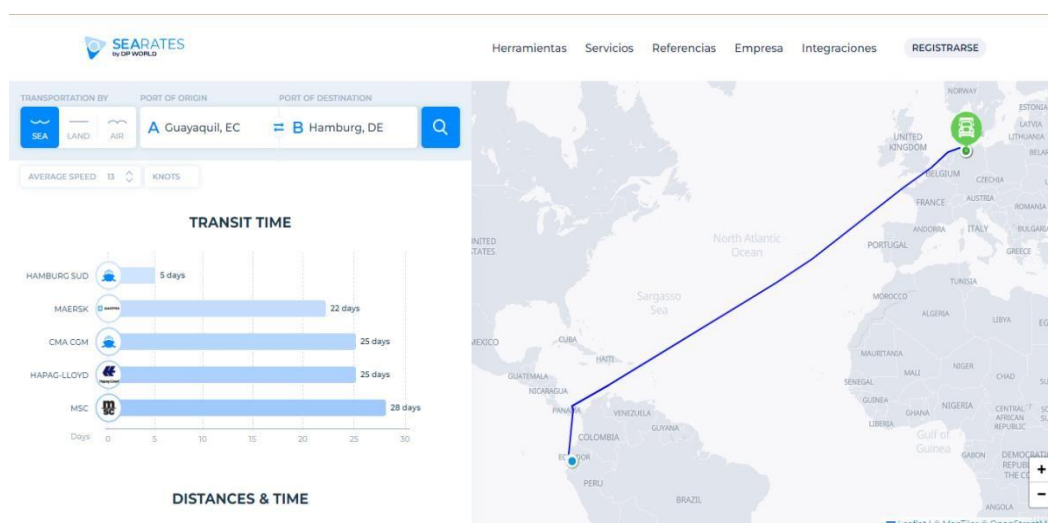 SEARATES
by DP WORLD
Herramientas Servicios Referencias Empresa Integraciones REGISTRARSE
TRANSPORTATION BY PORT OF ORIGIN PORT OF DESTINATION
SEA LAND AIR A Guayaquil, EC B Hamburg, DE
AVERAGE SPEED 13 KNOTS
TRANSIT TIME
HAMBURG SUD 5 days
MAERSK 22 days
CMA CGM 25 days
HAPAG-LLOYD 25 days
MSC 28 days
Days 0 5 10 15 20 25 30
DISTANCES & TIME
NORWAY
ESTONIA
LATVIA
LITHUANIA
UNITED
KINGDOM
BELGIUM
CZECHIA
FRANCE
AUSTRIA
ROMANIA
ANDORRA
ITALY
PORTUGAL
GREECE
North Atlantic
Ocean
TUNISIA
Sargasso
Sea
MOROCCO
ALGERIA
LIBYA
MEXICO
CUBA
HAITI
MAURITANIA
MALI
NIGER
CHAD
GUATEMALA
NICARAGUA
SENEGAL
GUINEA
NIGERIA
GHANA
LIBERIA
CENTRAL
AFRICAN
REPUBLIC
PANAMA
VENEZUELA
GUYANA
COLOMBIA
Gulf of
Guinea
GABON
PERU
BRAZIL
ANGOLA
+
−